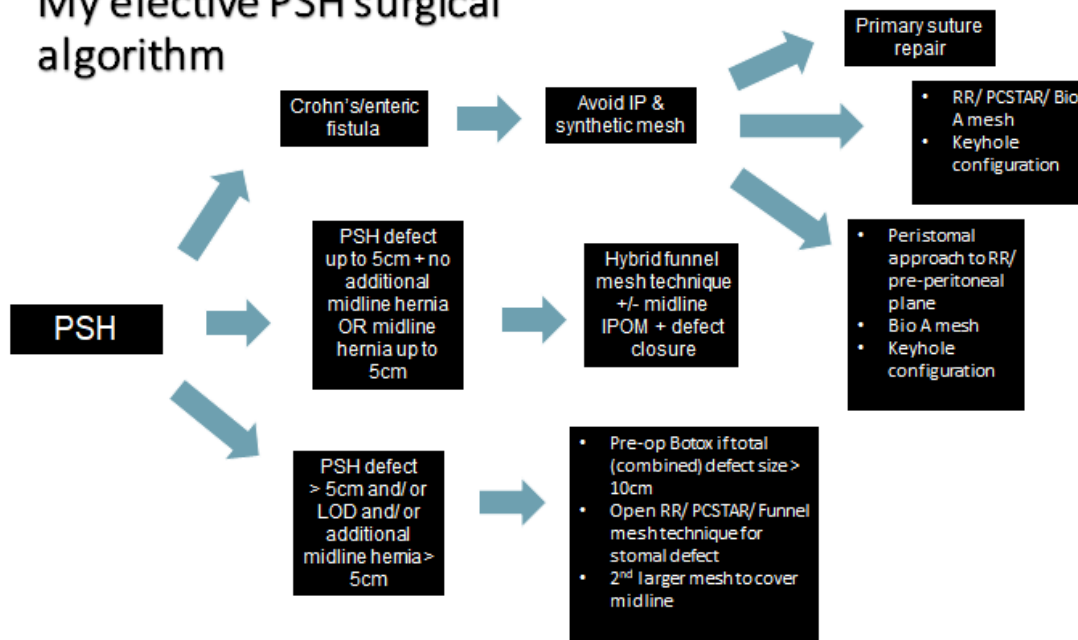 My elective PSH surgical
algorithm
PSH
Crohn's/enteric
fistula
Avoid IP &
synthetic mesh
Primary suture
repair
• RR/ PCSTAR/ Bio
A mesh
• Keyhole
configuration
• Peristomal
approach to RR/
pre-peritoneal
plane
• Bio A mesh
• Keyhole
configuration
PSH defect
up to 5cm + no
additional
midline hernia
OR midline
hernia up to
5cm
Hybrid funnel
mesh technique
+/- midline
IPOM + defect
closure
PSH defect
> 5cm and/ or
LOD and/ or
additional
midline hernia >
5cm
• Pre-op Botox if total
(combined) defect size >
10cm
• Open RR/ PCSTAR/ Funnel
mesh technique for
stomal defect
• 2nd larger mesh to cover
midline